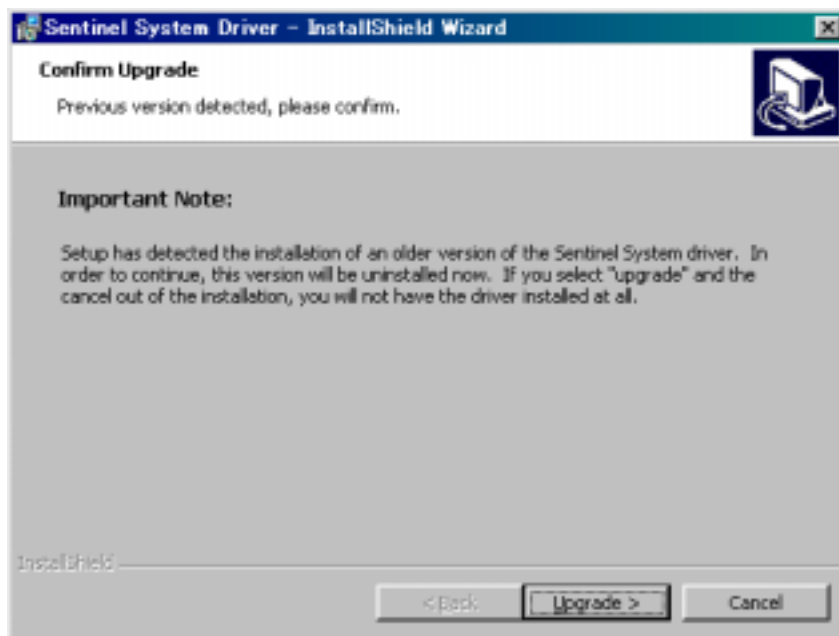 Sentinel System Driver - InstallShield Wizard
Confirm Upgrade
Previous version detected, please confirm.
Important Note:
Setup has detected the installation of an older version of the Sentinel System driver. In
order to continue, this version will be uninstalled now. If you select "upgrade" and the
cancel out of the installation, you will not have the driver installed at all.
InstallShield
< Back
Upgrade >
Cancel